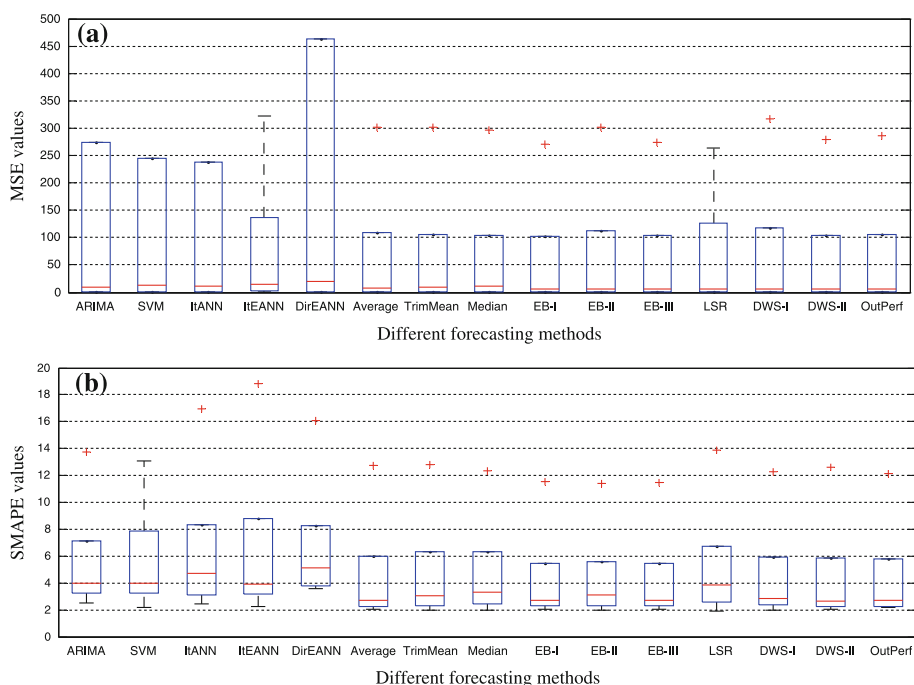 (a)
MSE values
500
450
400
350
300
250
200
150
100
50
0
ARIMA SVM ItANN ItEANN DirEANN Average TrimMean Median EB-I EB-II EB-III LSR DWS-I DWS-II OutPerf
Different forecasting methods
(b)
SMAPE values
20
18
16
14
12
10
8
6
4
2
0
ARIMA SVM ItANN ItEANN DirEANN Average TrimMean Median EB-I EB-II EB-III LSR DWS-I DWS-II OutPerf
Different forecasting methods